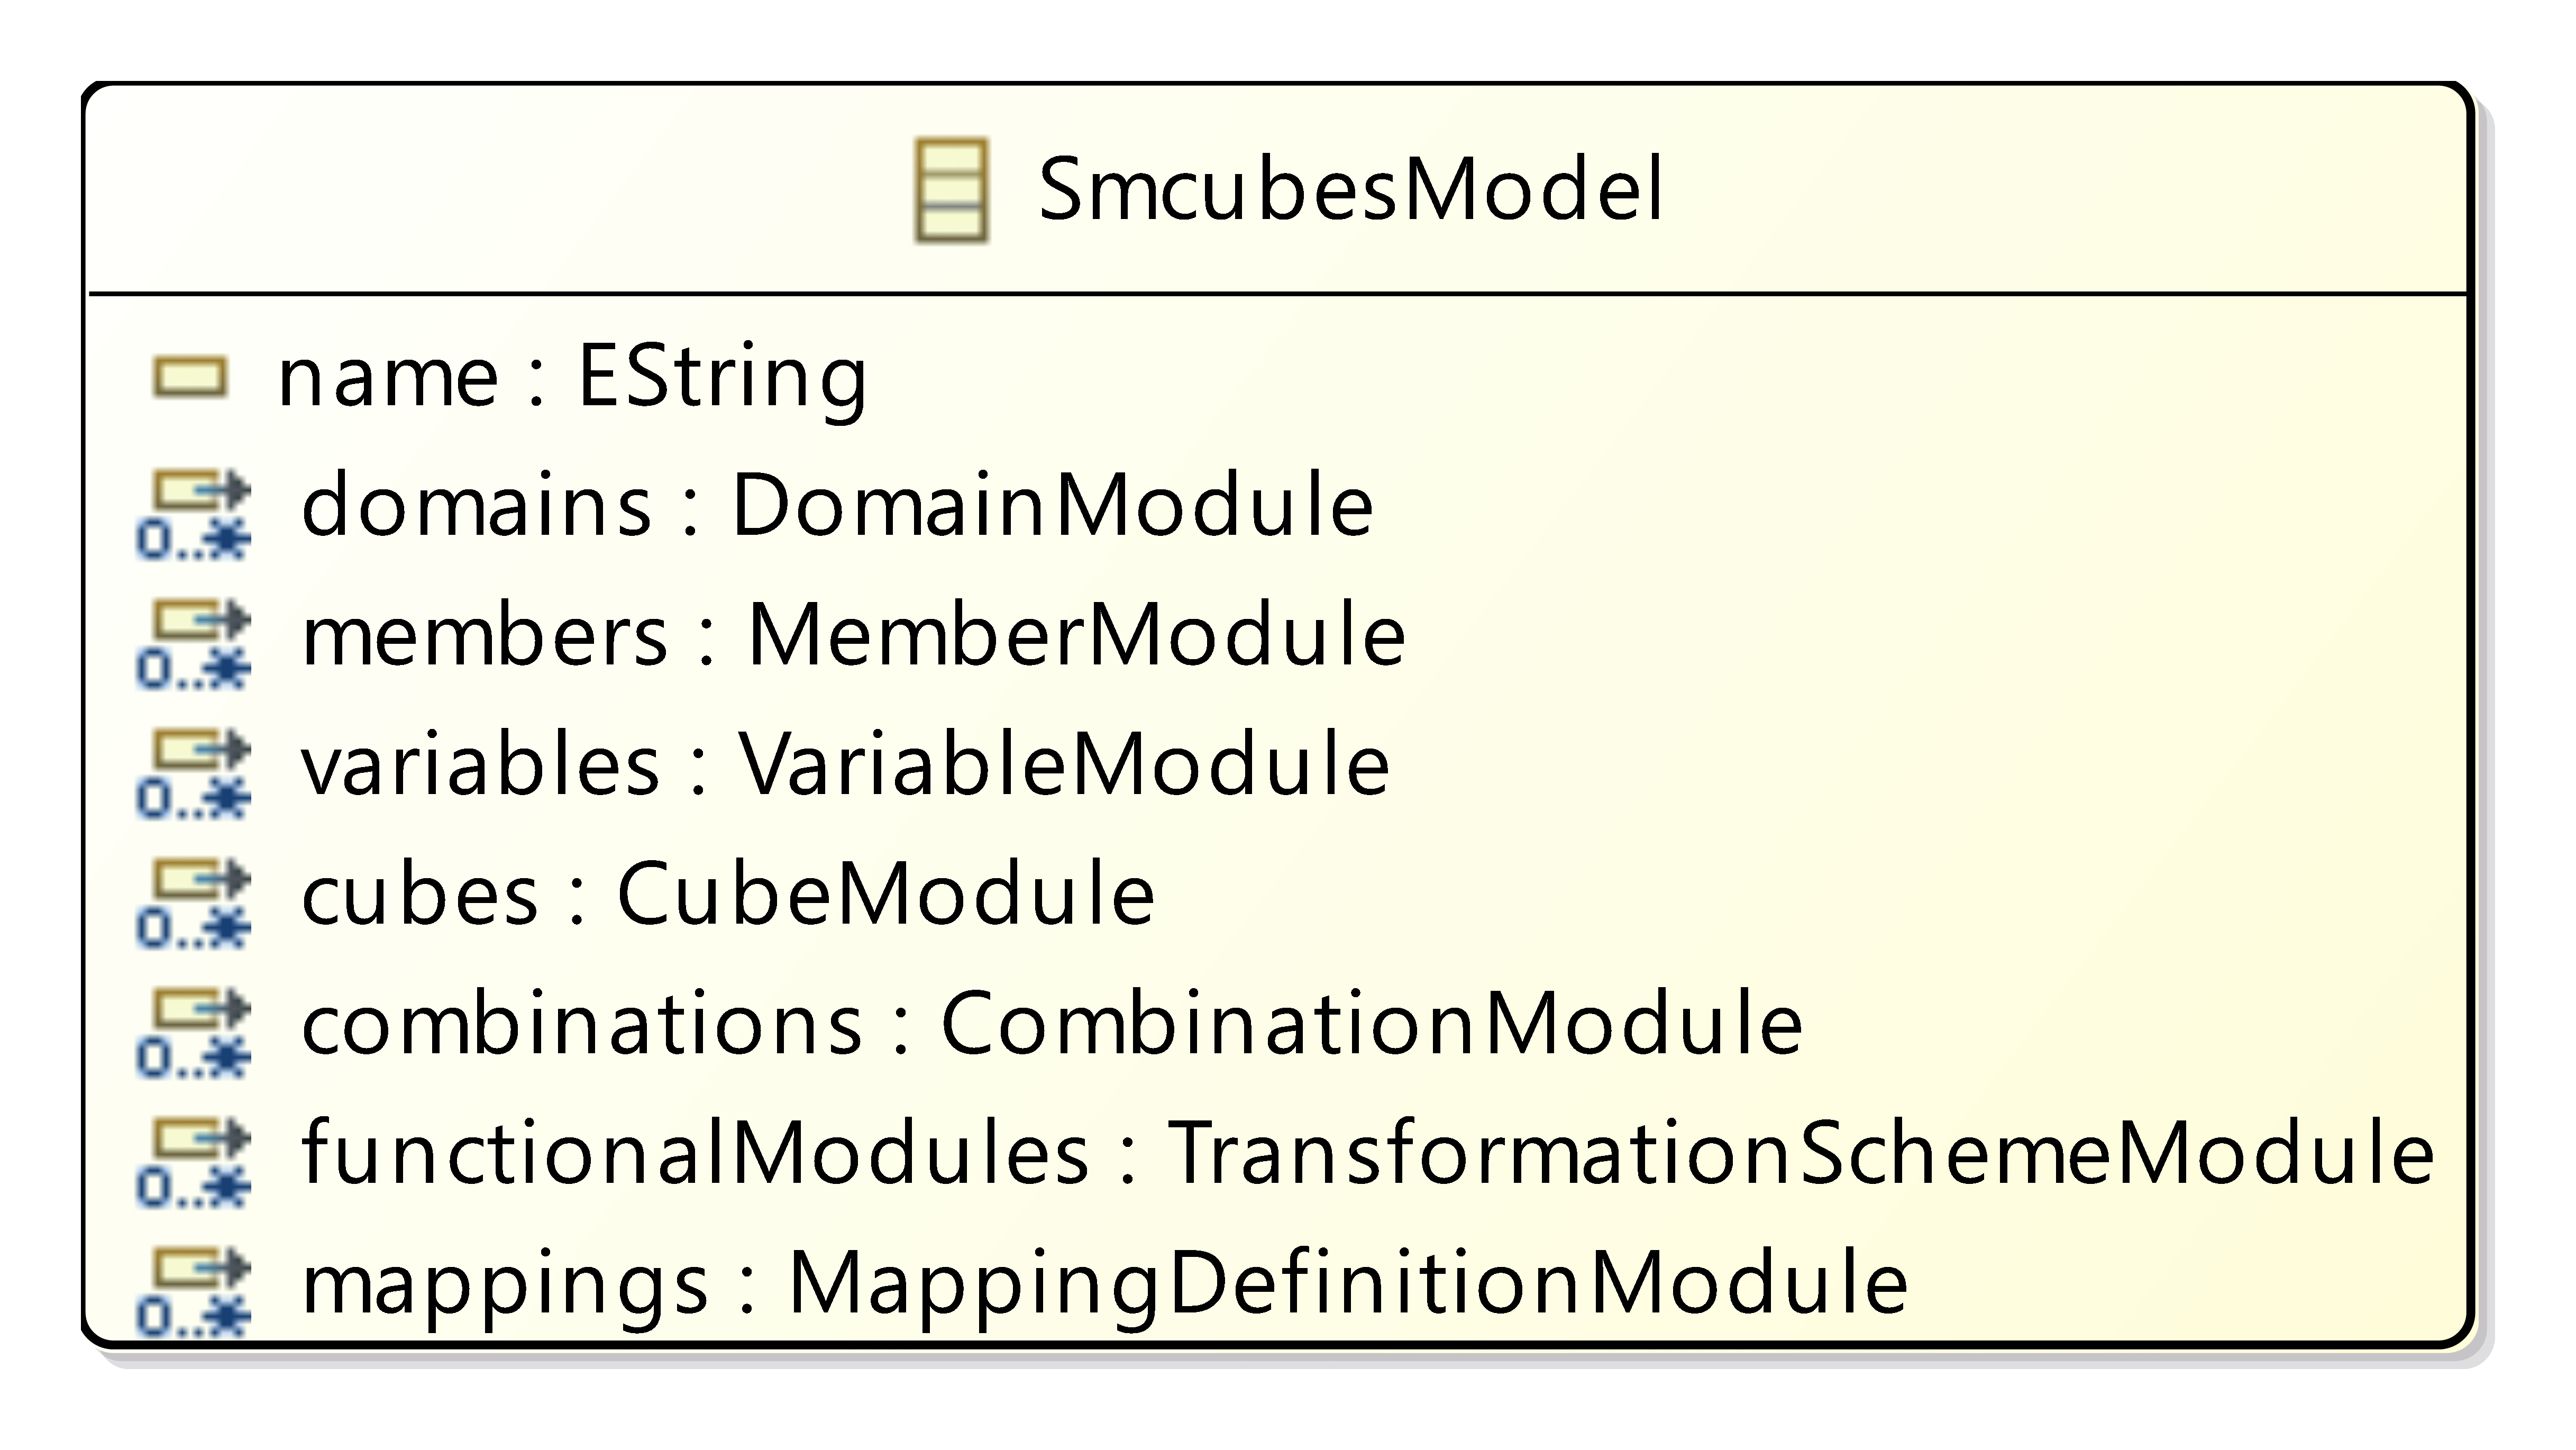 SmcubesModel
name : EString
0..* domains : DomainModule
0..* members : MemberModule
0..* variables : VariableModule
0..* cubes : CubeModule
0..* combinations : CombinationModule
0..* functionalModules : TransformationSchemeModule
0..* mappings : MappingDefinitionModule